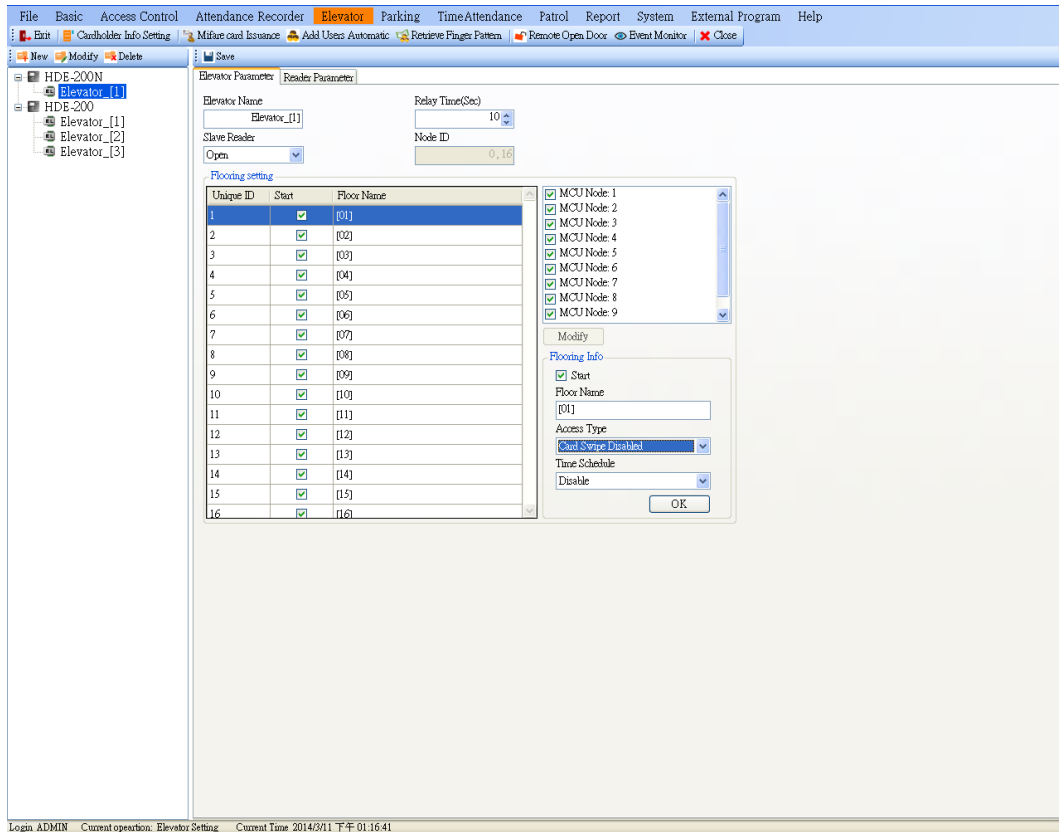 File Basic Access Control Attendance Recorder Elevator Parking TimeAttendance Patrol Report System External Program Help
Exit Cardholder Info Setting Mifare card Issuance Add Users Automatic Retrieve Finger Pattern Remote Open Door Event Monitor Close
New Modify Delete Save
HDE-200N
Elevator_[1]
HDE-200
Elevator_[1]
Elevator_[2]
Elevator_[3]
Elevator Parameter Reader Parameter
Elevator Name Relay Time(Sec)
Elevator_[1] 10
Slave Reader Node ID
Open 0,16
Flooring setting
Unique ID Start Floor Name
1 [01]
2 [02]
3 [03]
4 [04]
5 [05]
6 [06]
7 [07]
8 [08]
9 [09]
10 [10]
11 [11]
12 [12]
13 [13]
14 [14]
15 [15]
16 [16]
MCU Node: 1
MCU Node: 2
MCU Node: 3
MCU Node: 4
MCU Node: 5
MCU Node: 6
MCU Node: 7
MCU Node: 8
MCU Node: 9
Modify
Flooring Info
Start
Floor Name
[01]
Access Type
Card Swipe Disabled
Time Schedule
Disable
OK
Login ADMIN Current opeartion: Elevator Setting Current Time 2014/3/11 下午 01:16:41